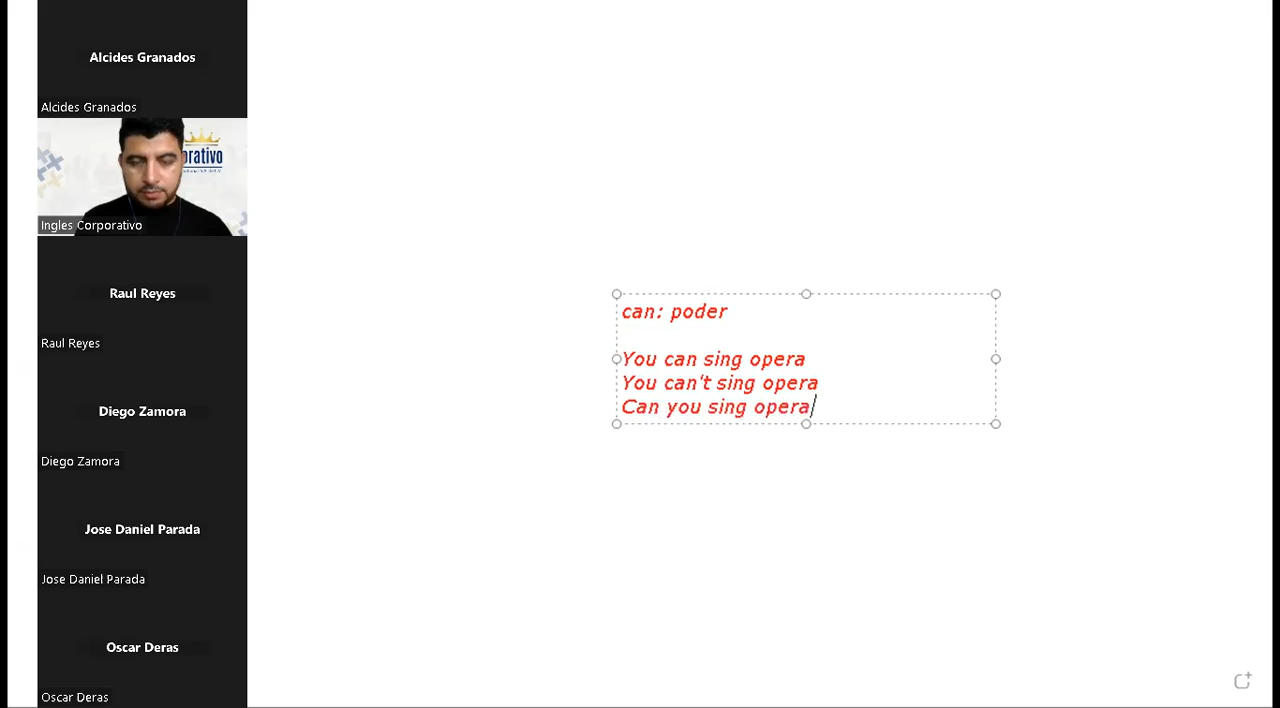 Alcides Granados
Alcides Granados
orativo
Ingles Corporativo
Raul Reyes
Raul Reyes
Diego Zamora
Diego Zamora
Jose Daniel Parada
Jose Daniel Parada
Oscar Deras
Oscar Deras
can: poder
You can sing opera
You can't sing opera
Can you sing opera